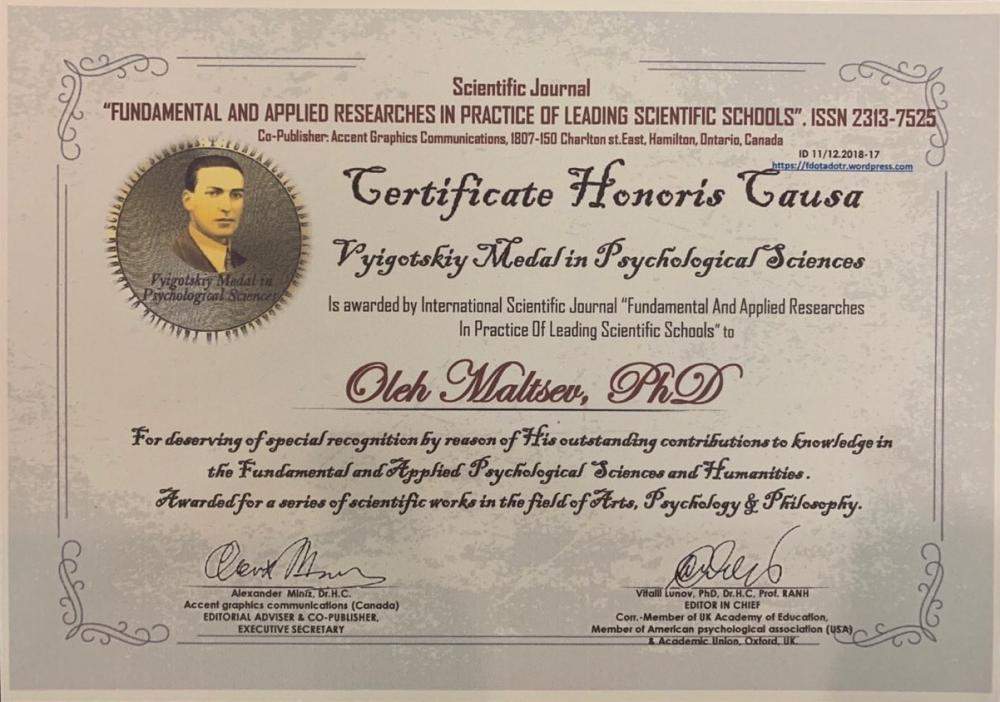 Scientific Journal
"FUNDAMENTAL AND APPLIED RESEARCHES IN PRACTICE OF LEADING SCIENTIFIC SCHOOLS". ISSN 2313-7525
Co-Publisher: Accent Graphics Communications, 1807-150 Charlton st.East, Hamilton, Ontario, Canada
ID 11/12.2018-17
https://fdotadotr.wordpress.com
Certificate Honoris Causa
Vyigotskiy Medal in Psychological Sciences
Vyigotskiy Medal in
Psychological Sciences
Is awarded by International Scientific Journal "Fundamental And Applied Researches
In Practice Of Leading Scientific Schools" to
Oleh Maltsev, PhD
For deserving of special recognition by reason of His outstanding contributions to knowledge in
the Fundamental and Applied Psychological Sciences and Humanities.
Awarded for a series of scientific works in the field of Arts, Psychology & Philosophy.
Alexander Miniz, Dr.H.C.
Accent graphics communications (Canada)
EDITORIAL ADVISER & CO-PUBLISHER,
EXECUTIVE SECRETARY
Vitalii Lunov, PhD, Dr.H.C, Prof. RANH
EDITOR IN CHIEF
Corr.-Member of UK Academy of Education,
Member of American psychological association (USA)
& Academic Union, Oxford, UK.